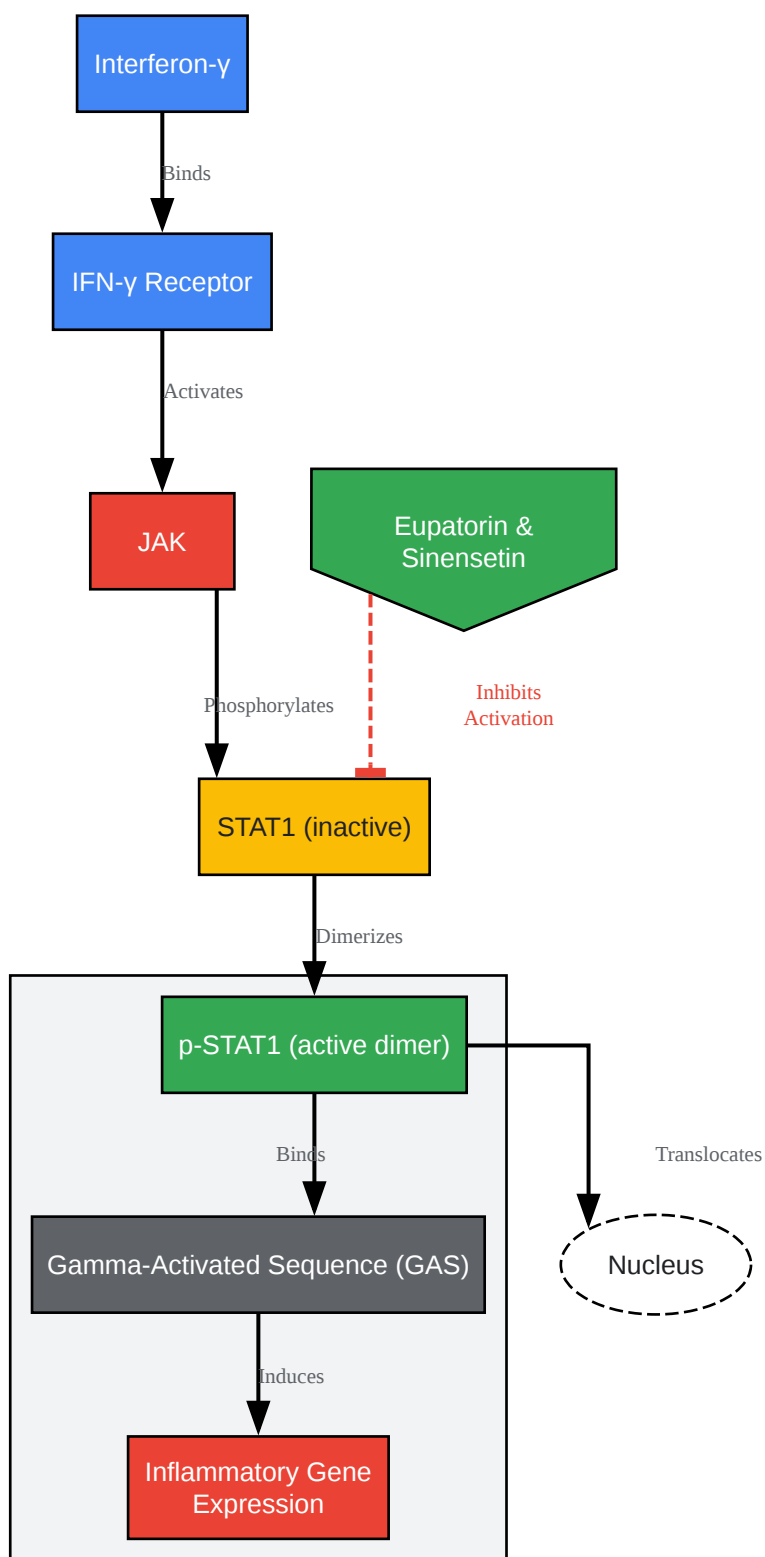 Interferon-γ
Binds
IFN-γ Receptor
Activates
JAK
Eupatorin &
Sinensetin
Phosphorylates
Inhibits
Activation
STAT1 (inactive)
Dimerizes
p-STAT1 (active dimer)
Binds
Translocates
Gamma-Activated Sequence (GAS)
Nucleus
Induces
Inflammatory Gene
Expression